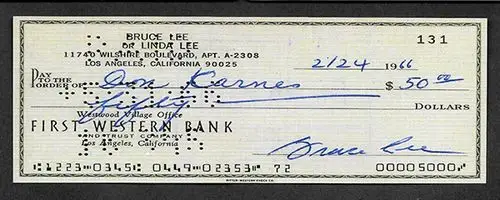 BRUCE LEE
OR LINDA LEE
131
11740 WILSHIRE BOULEVARD, APT. A-2308
LOS ANGELES, CALIFORNIA 90025
2/24 1966
PAY TO THE ORDER OF Don Karnes $ 50 00
fifty DOLLARS
Westwood Village Office
FIRST WESTERN BANK
AND TRUST COMPANY
Los Angeles, California
Bruce Lee
1223 0345 0449 02353 72 00005000